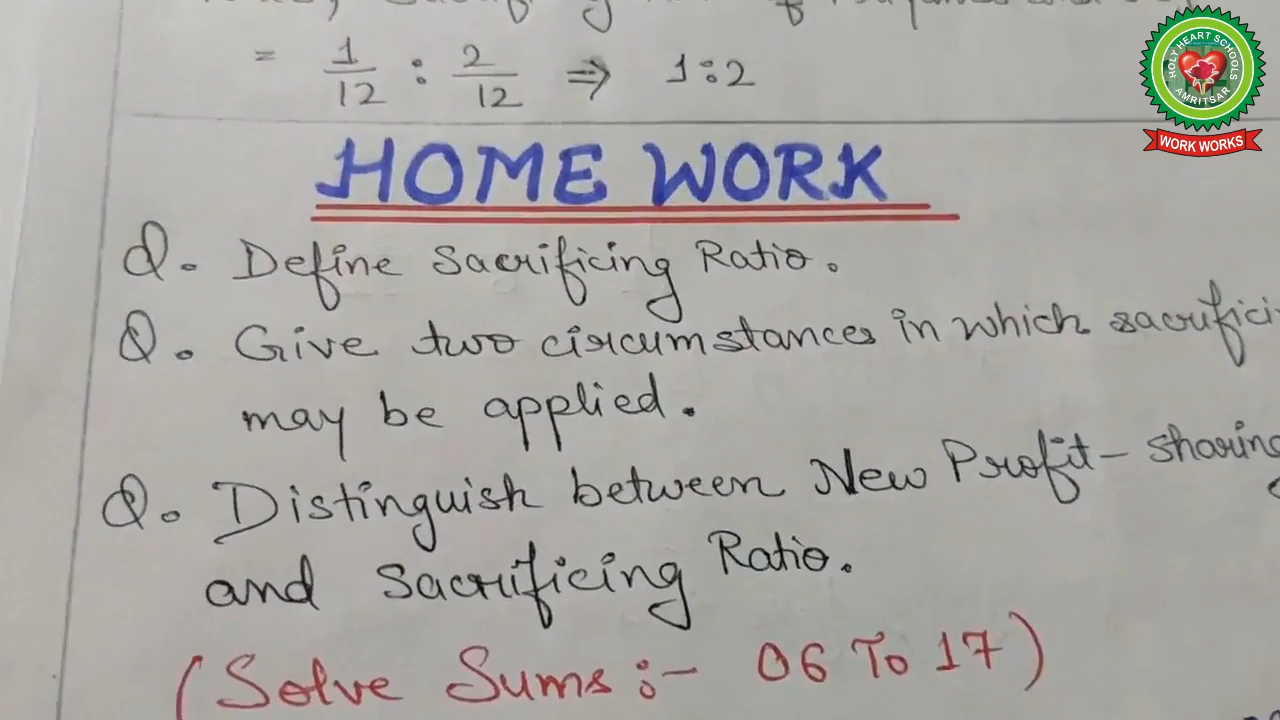 = 1/12 : 2/12 ⇒ 1:2
HOLY HEART SCHOOLS
AMRITSAR
WORK WORKS
HOME WORK
Q. Define Sacrificing Ratio.
Q. Give two circumstances in which sacrifici
may be applied.
Q. Distinguish between New Profit-sharing
and Sacrificing Ratio.
(Solve Sums :- 06 To 17)